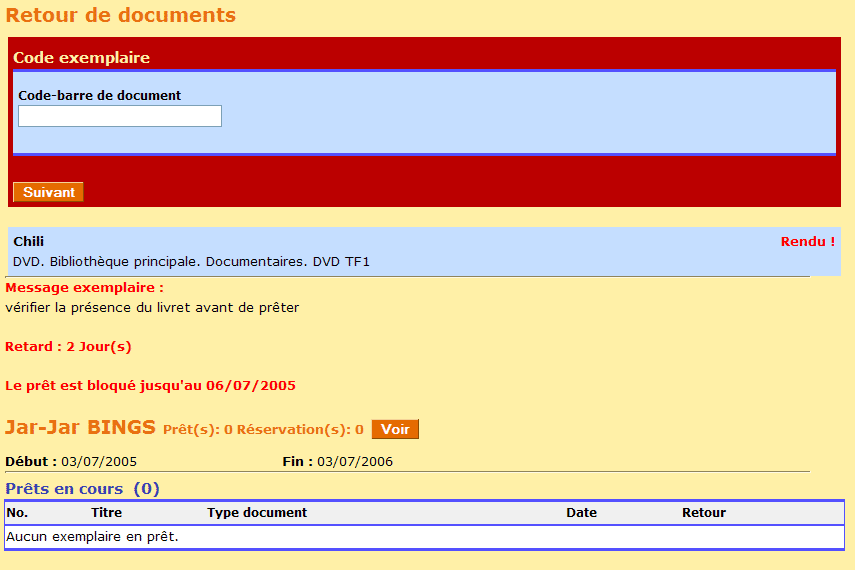 Retour de documents
Code exemplaire
Code-barre de document
Suivant
Chili Rendu !
DVD. Bibliothèque principale. Documentaires. DVD TF1
Message exemplaire :
vérifier la présence du livret avant de prêter
Retard : 2 Jour(s)
Le prêt est bloqué jusqu'au 06/07/2005
Jar-Jar BINGS Prêt(s): 0 Réservation(s): 0 Voir
Début : 03/07/2005 Fin : 03/07/2006
Prêts en cours (0)
No. Titre Type document Date Retour
Aucun exemplaire en prêt.